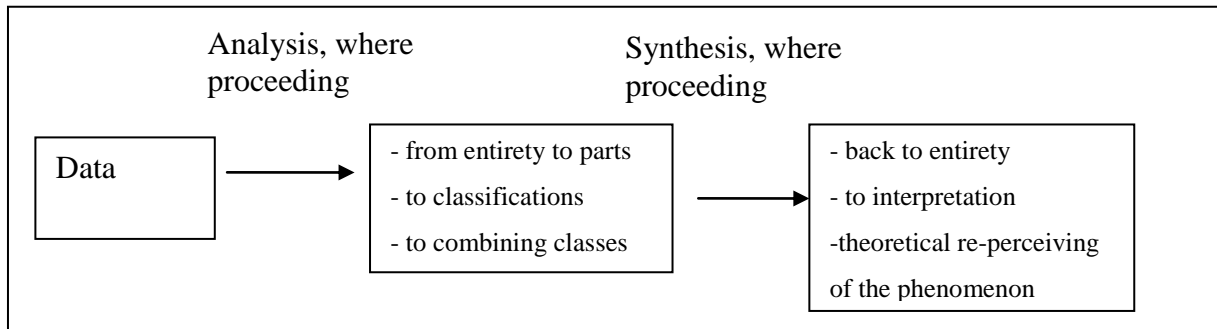 Analysis, where
proceeding
Synthesis, where
proceeding
Data
- from entirety to parts
- to classifications
- to combining classes
- back to entirety
- to interpretation
-theoretical re-perceiving
of the phenomenon